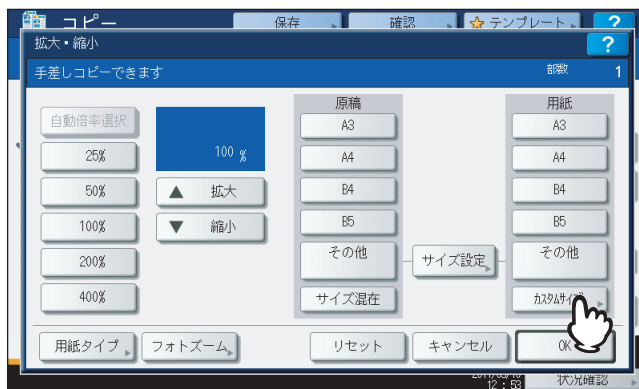 コピー
保存
確認
テンプレート
?
拡大・縮小
?
手差しコピーできます
部数
1
自動倍率選択
25%
50%
100%
200%
400%
100 %
▲ 拡大
▼ 縮小
原稿
A3
A4
B4
B5
その他
サイズ混在
サイズ設定
用紙
A3
A4
B4
B5
その他
カスタムサイズ
用紙タイプ
フォトズーム
リセット
キャンセル
OK
12:53
状況確認